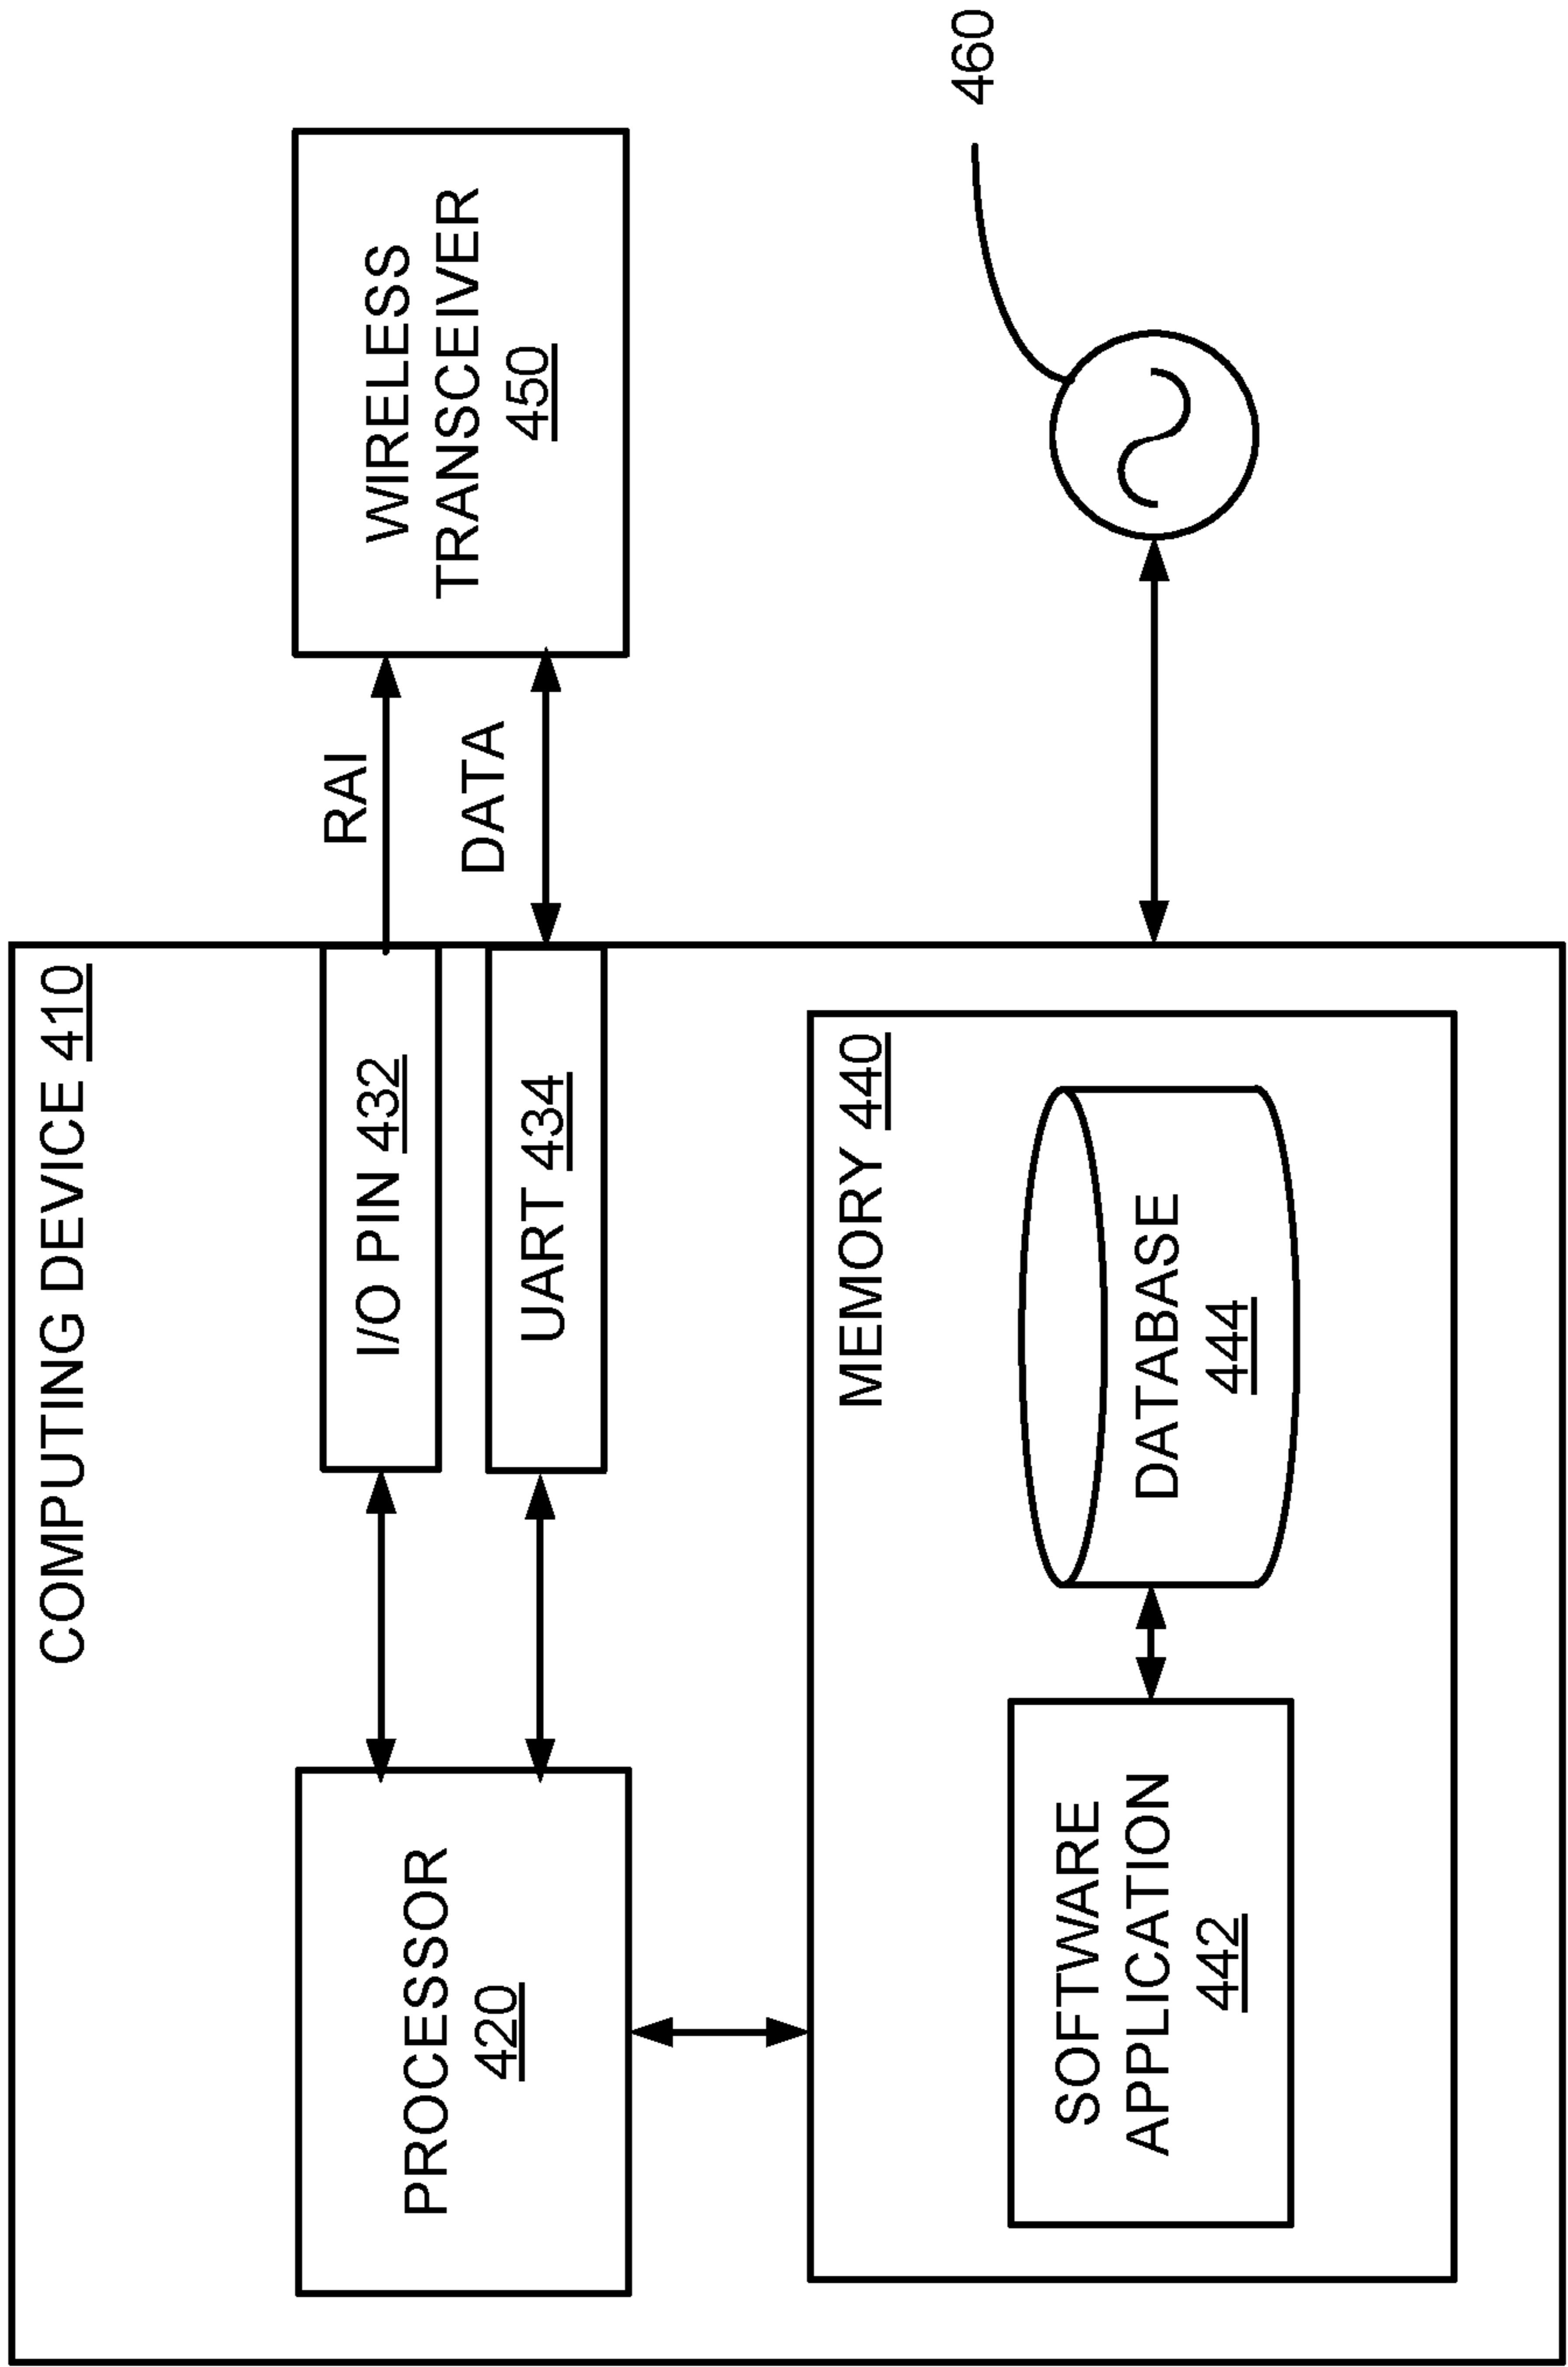 COMPUTING DEVICE 410
PROCESSOR
420
I/O PIN 432
UART 434
RAI
DATA
WIRELESS
TRANSCEIVER
450
MEMORY 440
SOFTWARE
APPLICATION
442
DATABASE
444
460